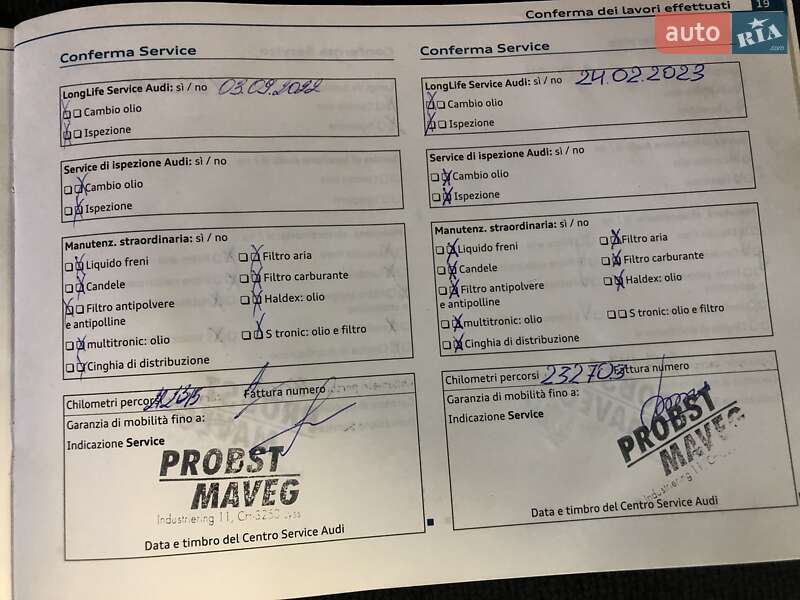 Conferma dei lavori effettuati 19
auto RIA .com
Conferma Service
LongLife Service Audi: sì / no 03.09.2022
Cambio olio
Ispezione
Service di ispezione Audi: sì / no
Cambio olio
Ispezione
Manutenz. straordinaria: sì / no
Liquido freni
Filtro aria
Candele
Filtro carburante
Filtro antipolvere
e antipolline
Haldex: olio
multitronic: olio
S tronic: olio e filtro
Cinghia di distribuzione
Chilometri percorsi
Fattura numero
Garanzia di mobilità fino a:
Indicazione Service
PROBST
MAVEG
Industriering 11,
Data e timbro del Centro Service Audi
Conferma Service
LongLife Service Audi: sì / no 24.02.2023
Cambio olio
Ispezione
Service di ispezione Audi: sì / no
Cambio olio
Ispezione
Manutenz. straordinaria: sì / no
Liquido freni
Filtro aria
Candele
Filtro carburante
Filtro antipolvere
e antipolline
Haldex: olio
multitronic: olio
S tronic: olio e filtro
Cinghia di distribuzione
Chilometri percorsi 232703
Fattura numero
Garanzia di mobilità fino a:
Indicazione Service
PROBST
MAVEG
Industriering 11,
Data e timbro del Centro Service Audi